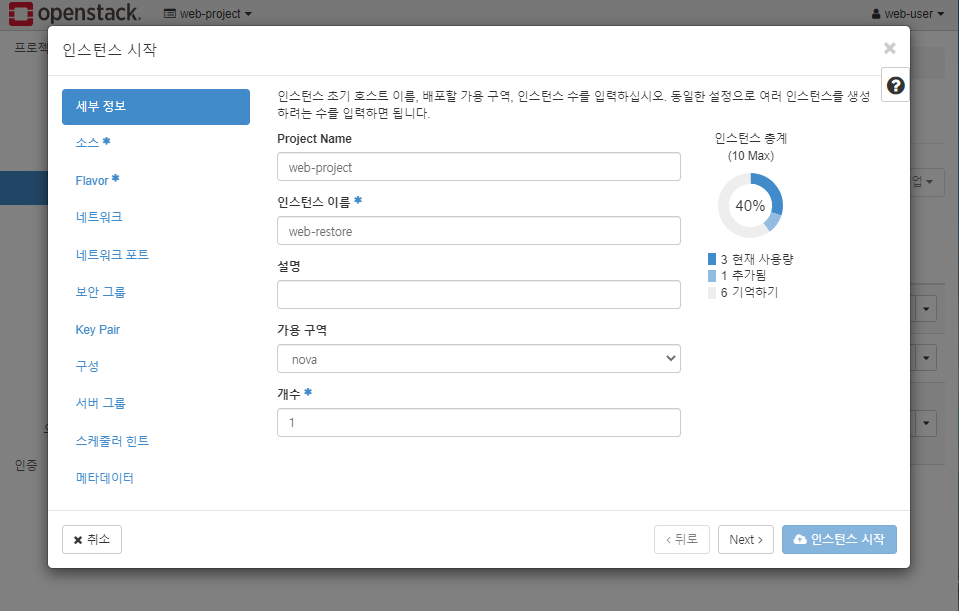 openstack.
web-project
web-user
프로젝
인스턴스 시작
세부 정보
소스 *
Flavor *
네트워크
네트워크 포트
보안 그룹
Key Pair
구성
서버 그룹
스케줄러 힌트
메타데이터
인스턴스 초기 호스트 이름, 배포할 가용 구역, 인스턴스 수를 입력하십시오. 동일한 설정으로 여러 인스턴스를 생성
하려는 수를 입력하면 됩니다.
Project Name
web-project
인스턴스 이름 *
web-restore
설명
가용 구역
nova
개수 *
1
인스턴스 총계
(10 Max)
40%
3 현재 사용량
1 추가됨
6 기억하기
업
인증
× 취소
< 뒤로
Next >
인스턴스 시작